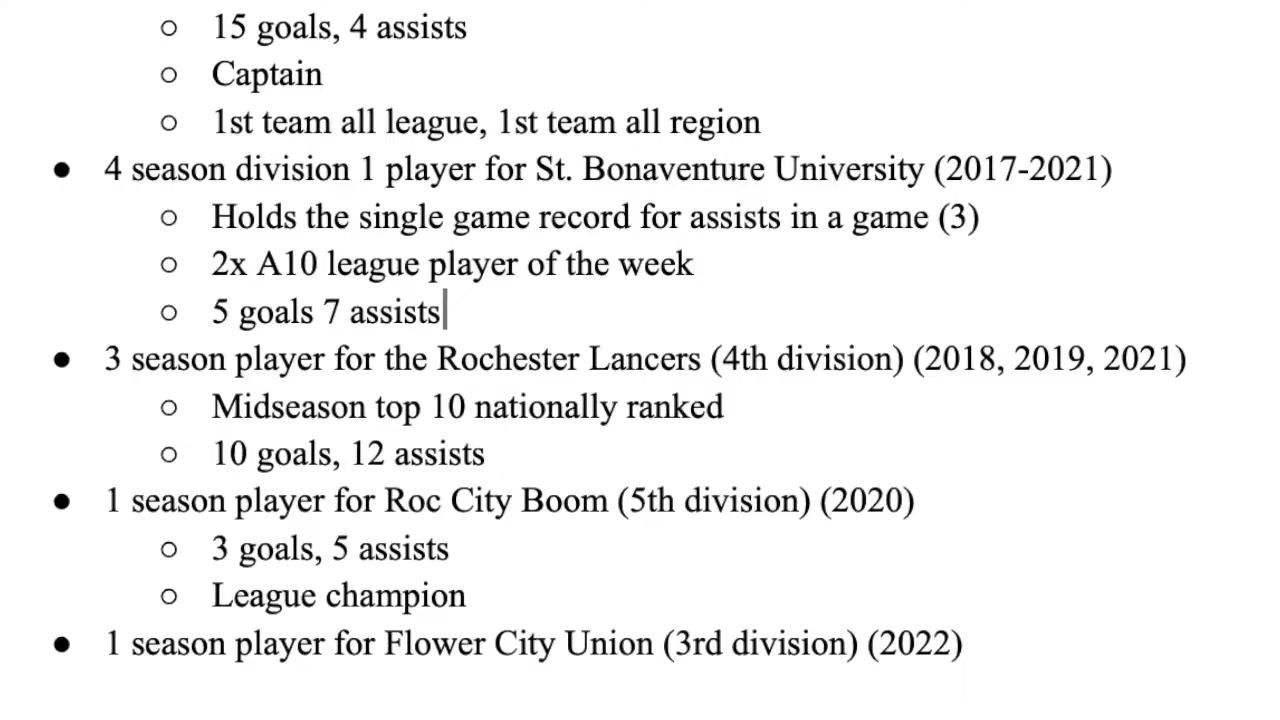 ○ 15 goals, 4 assists
○ Captain
○ 1st team all league, 1st team all region
● 4 season division 1 player for St. Bonaventure University (2017-2021)
○ Holds the single game record for assists in a game (3)
○ 2x A10 league player of the week
○ 5 goals 7 assists
● 3 season player for the Rochester Lancers (4th division) (2018, 2019, 2021)
○ Midseason top 10 nationally ranked
○ 10 goals, 12 assists
● 1 season player for Roc City Boom (5th division) (2020)
○ 3 goals, 5 assists
○ League champion
● 1 season player for Flower City Union (3rd division) (2022)